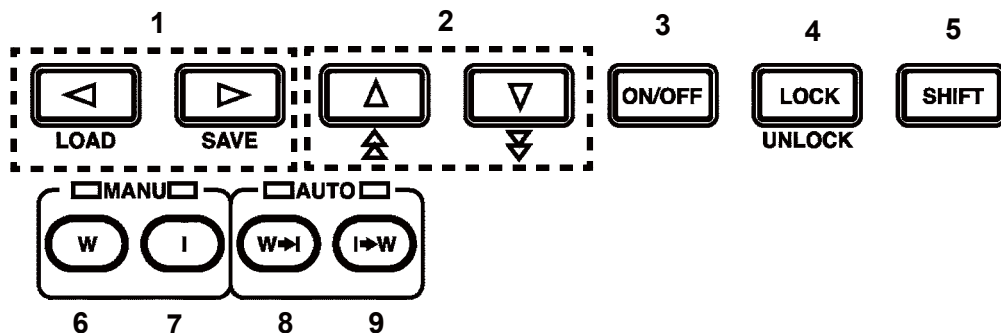 1 2 3 4 5
ON/OFF LOCK SHIFT
LOAD SAVE UNLOCK
MANU AUTO
W I W➔I I➔W
6 7 8 9